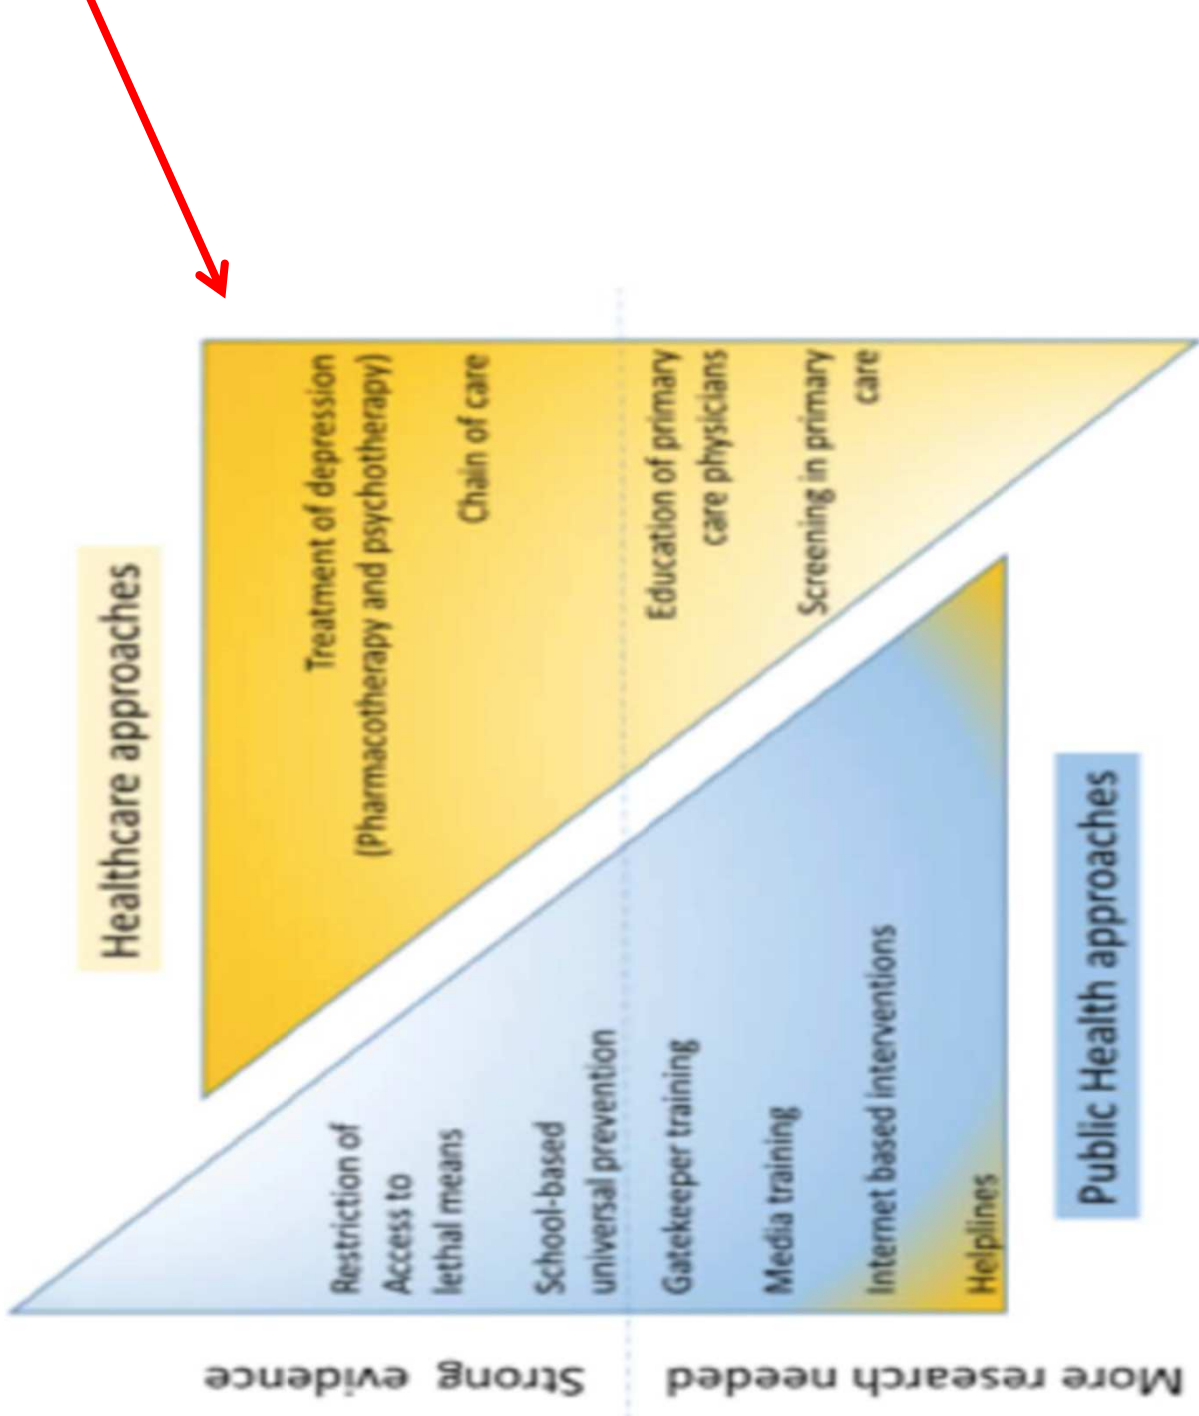 Healthcare approaches
Treatment of depression
(Pharmacotherapy and psychotherapy)
Chain of care
Education of primary
care physicians
Screening in primary
care
Restriction of
Access to
lethal means
School-based
universal prevention
Gatekeeper training
Media training
Internet based interventions
Helplines
Public Health approaches
Strong evidence
More research needed